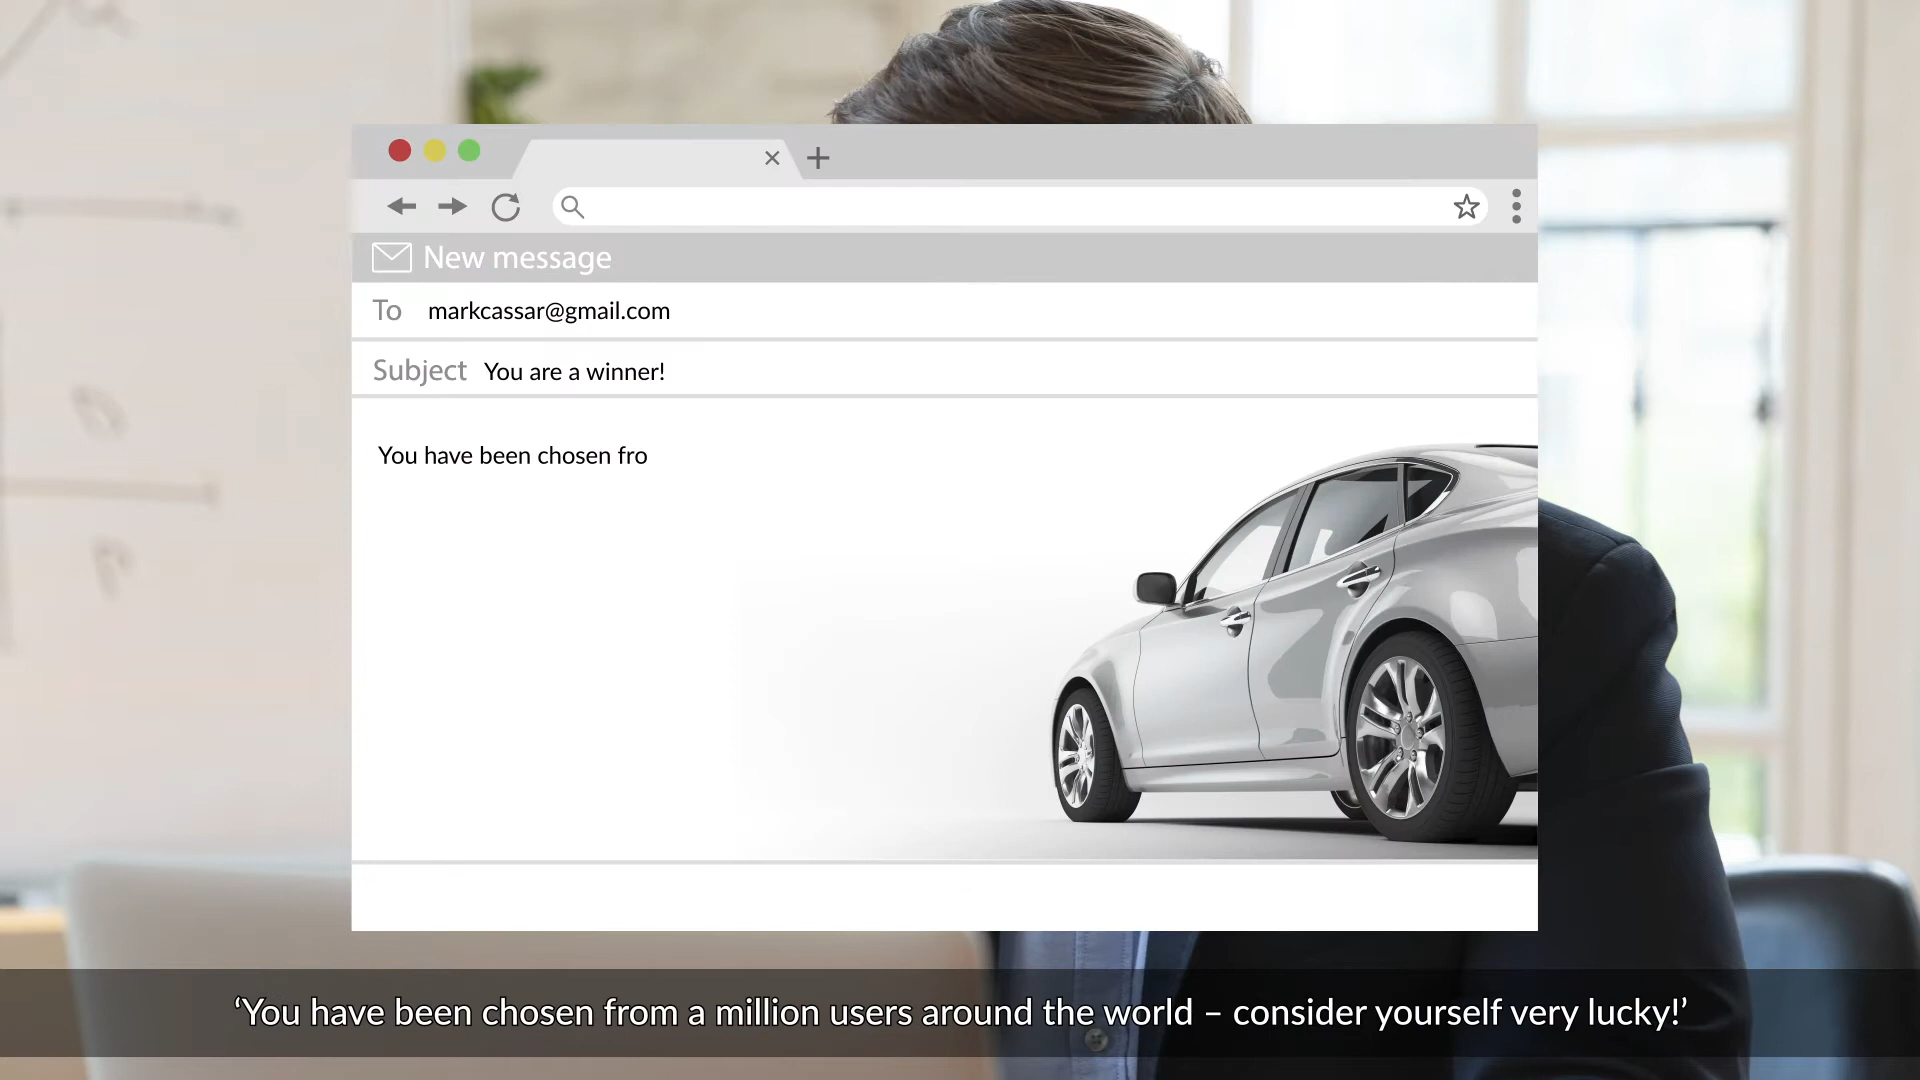 New message
To markcassar@gmail.com
Subject You are a winner!
You have been chosen fro
‘You have been chosen from a million users around the world – consider yourself very lucky!’